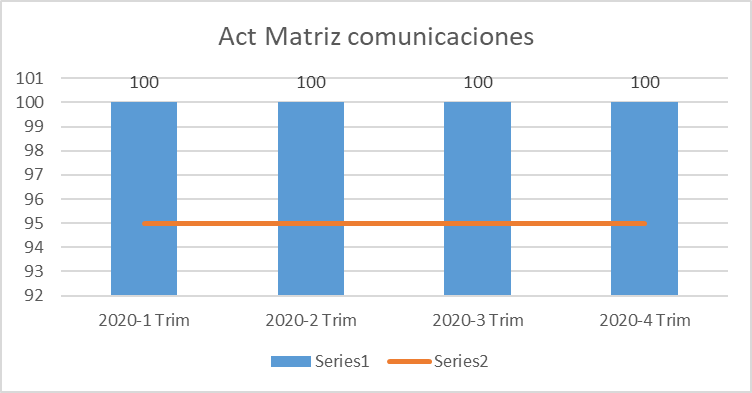 Act Matriz comunicaciones
101
100
99
98
97
96
95
94
93
92
100 100 100 100
2020-1 Trim 2020-2 Trim 2020-3 Trim 2020-4 Trim
Series1 Series2